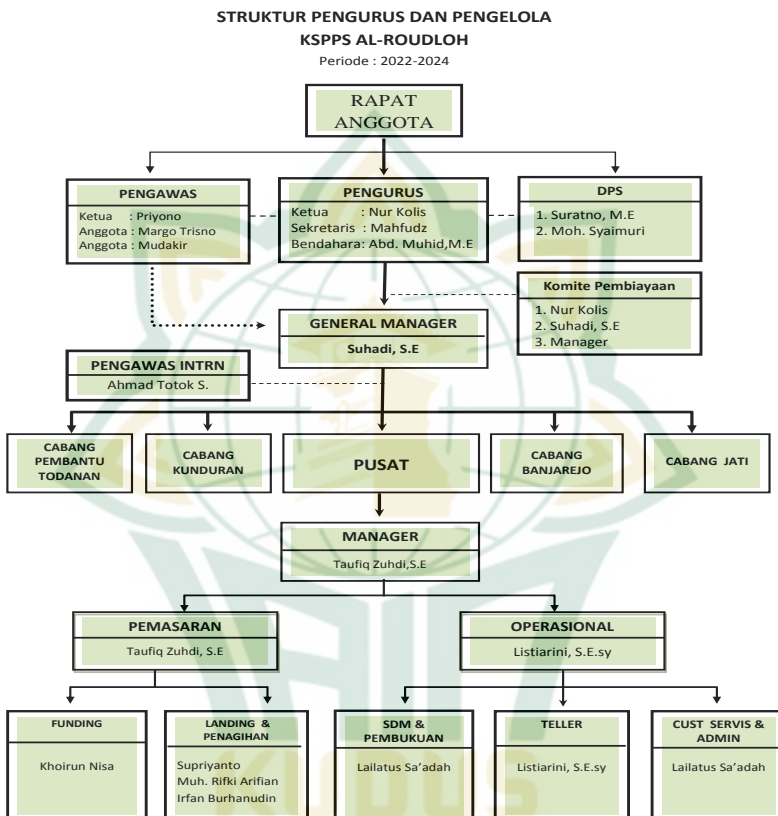 STRUKTUR PENGURUS DAN PENGELOLA
KSPPS AL-ROUDLOH
Periode : 2022-2024
RAPAT
ANGGOTA
PENGAWAS
Ketua : Priyono
Anggota : Margo Trisno
Anggota : Mudakir
PENGURUS
Ketua : Nur Kolis
Sekretaris : Mahfudz
Bendahara: Abd. Muhid,M.E
DPS
1. Suratno, M.E
2. Moh. Syaimuri
Komite Pembiayaan
1. Nur Kolis
2. Suhadi, S.E
3. Manager
GENERAL MANAGER
Suhadi, S.E
PENGAWAS INTRN
Ahmad Totok S.
CABANG
PEMBANTU
TODANAN
CABANG
KUNDURAN
PUSAT
CABANG
BANJAREJO
CABANG JATI
MANAGER
Taufiq Zuhdi,S.E
PEMASARAN
Taufiq Zuhdi, S.E
OPERASIONAL
Listiarini, S.E.sy
FUNDING
Khoirun Nisa
LANDING &
PENAGIHAN
Supriyanto
Muh. Rifki Arifian
Irfan Burhanudin
SDM &
PEMBUKUAN
Lailatus Sa’adah
TELLER
Listiarini, S.E.sy
CUST SERVIS &
ADMIN
Lailatus Sa’adah
IAIN
KUDUS